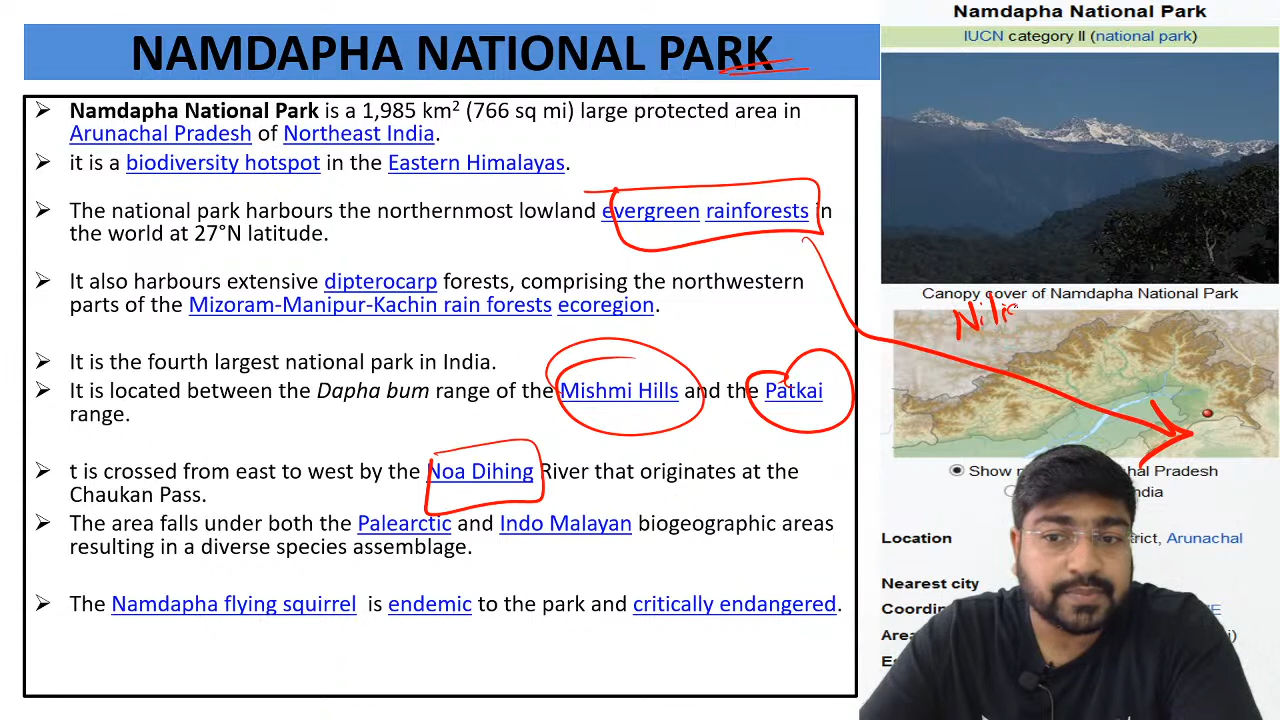 NAMDAPHA NATIONAL PARK
Namdapha National Park is a 1,985 km² (766 sq mi) large protected area in
Arunachal Pradesh of Northeast India.
it is a biodiversity hotspot in the Eastern Himalayas.
The national park harbours the northernmost lowland evergreen rainforests in
the world at 27°N latitude.
It also harbours extensive dipterocarp forests, comprising the northwestern
parts of the Mizoram-Manipur-Kachin rain forests ecoregion.
It is the fourth largest national park in India.
It is located between the Dapha bum range of the Mishmi Hills and the Patkai
range.
t is crossed from east to west by the Noa Dihing River that originates at the
Chaukan Pass.
The area falls under both the Palearctic and Indo Malayan biogeographic areas
resulting in a diverse species assemblage.
The Namdapha flying squirrel is endemic to the park and critically endangered.
Namdapha National Park
IUCN category II (national park)
Canopy cover of Namdapha National Park
Show
Pradesh
Location
Arunachal
Nearest city